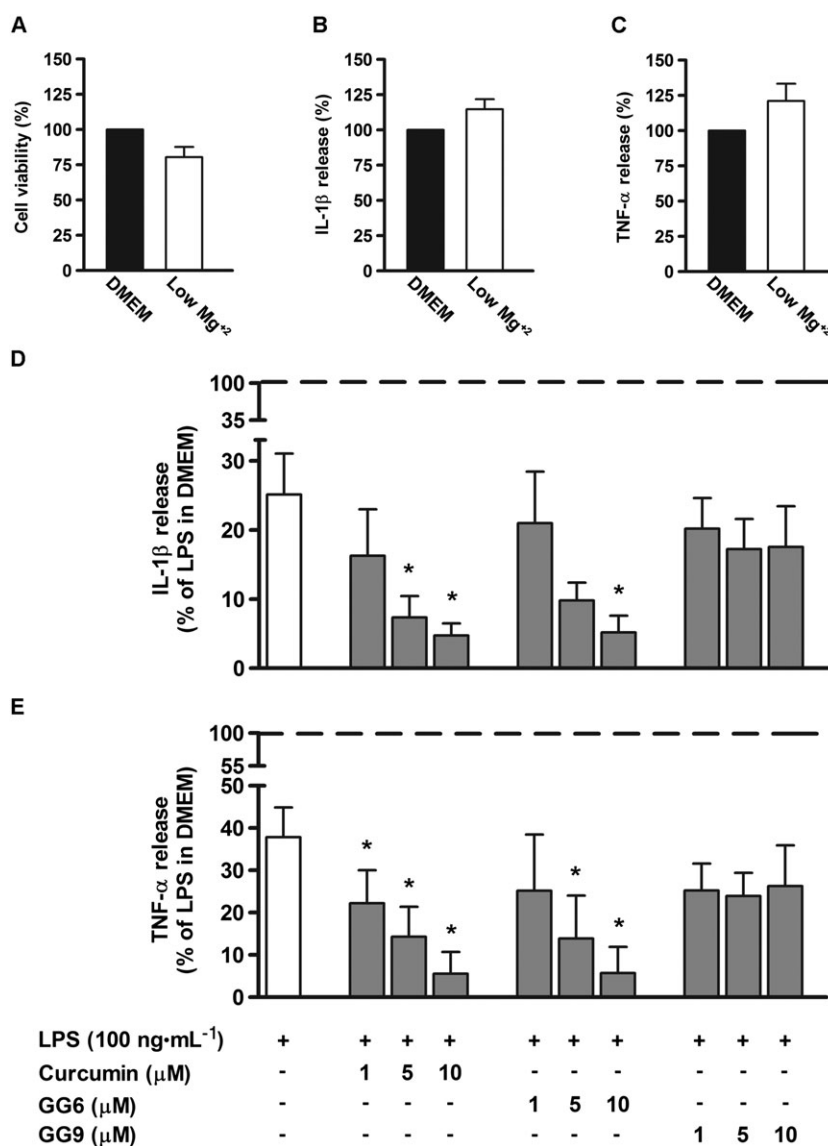 A
B
C
Cell viability (%)
150
125
100
75
50
25
0
DMEM
Low Mg+2
IL-1β release (%)
150
125
100
75
50
25
0
DMEM
Low Mg+2
TNF-α release (%)
150
125
100
75
50
25
0
DMEM
Low Mg+2
D
IL-1β release
(% of LPS in DMEM)
100
35
30
20
10
0
* *
*
E
TNF-α release
(% of LPS in DMEM)
100
55
50
40
30
20
10
0
* * *
* *
LPS (100 ng•mL-1) + + + + + + + + + +
Curcumin (μM) - 1 5 10 - - - - - -
GG6 (μM) - - - - 1 5 10 - - -
GG9 (μM) - - - - - - - 1 5 10